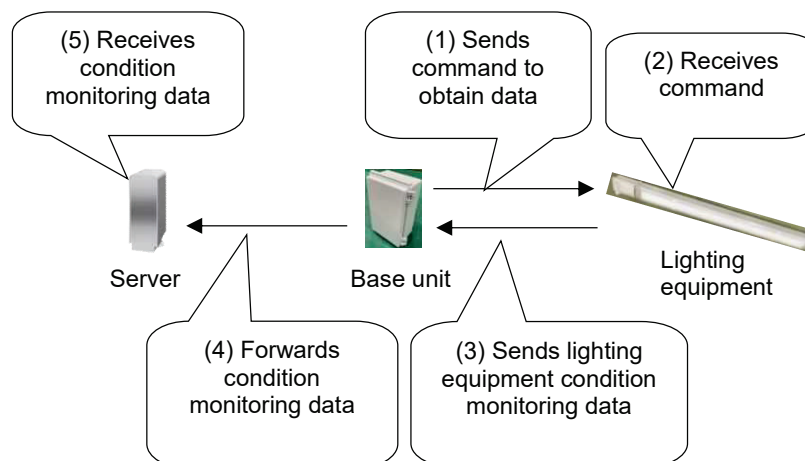 (5) Receives
condition
monitoring data
(1) Sends
command to
obtain data
(2) Receives
command
Server
Base unit
Lighting
equipment
(4) Forwards
condition
monitoring data
(3) Sends lighting
equipment condition
monitoring data